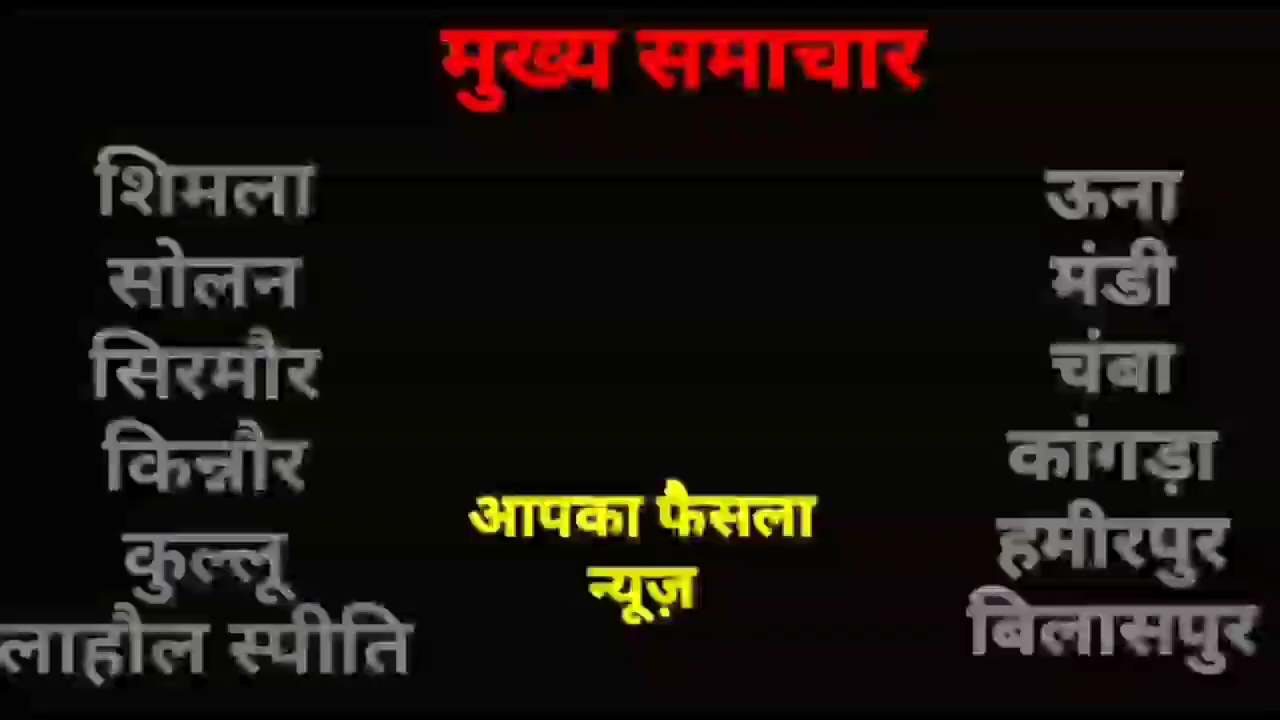 मुख्य समाचार
शिमला
सोलन
सिरमौर
किन्नौर
कुल्लू
लाहौल स्पीति
आपका फैसला
न्यूज़
ऊना
मंडी
चंबा
कांगड़ा
हमीरपुर
बिलासपुर